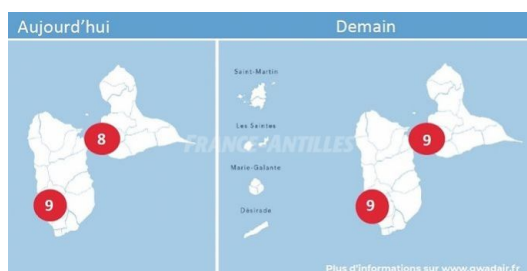 Aujourd'hui
Demain
Saint-Martin
Les Saintes
Marie-Galante
Désirade
8
9
9
9
FRANCE-ANTILLES
Plus d'informations sur www.gwadair.fr